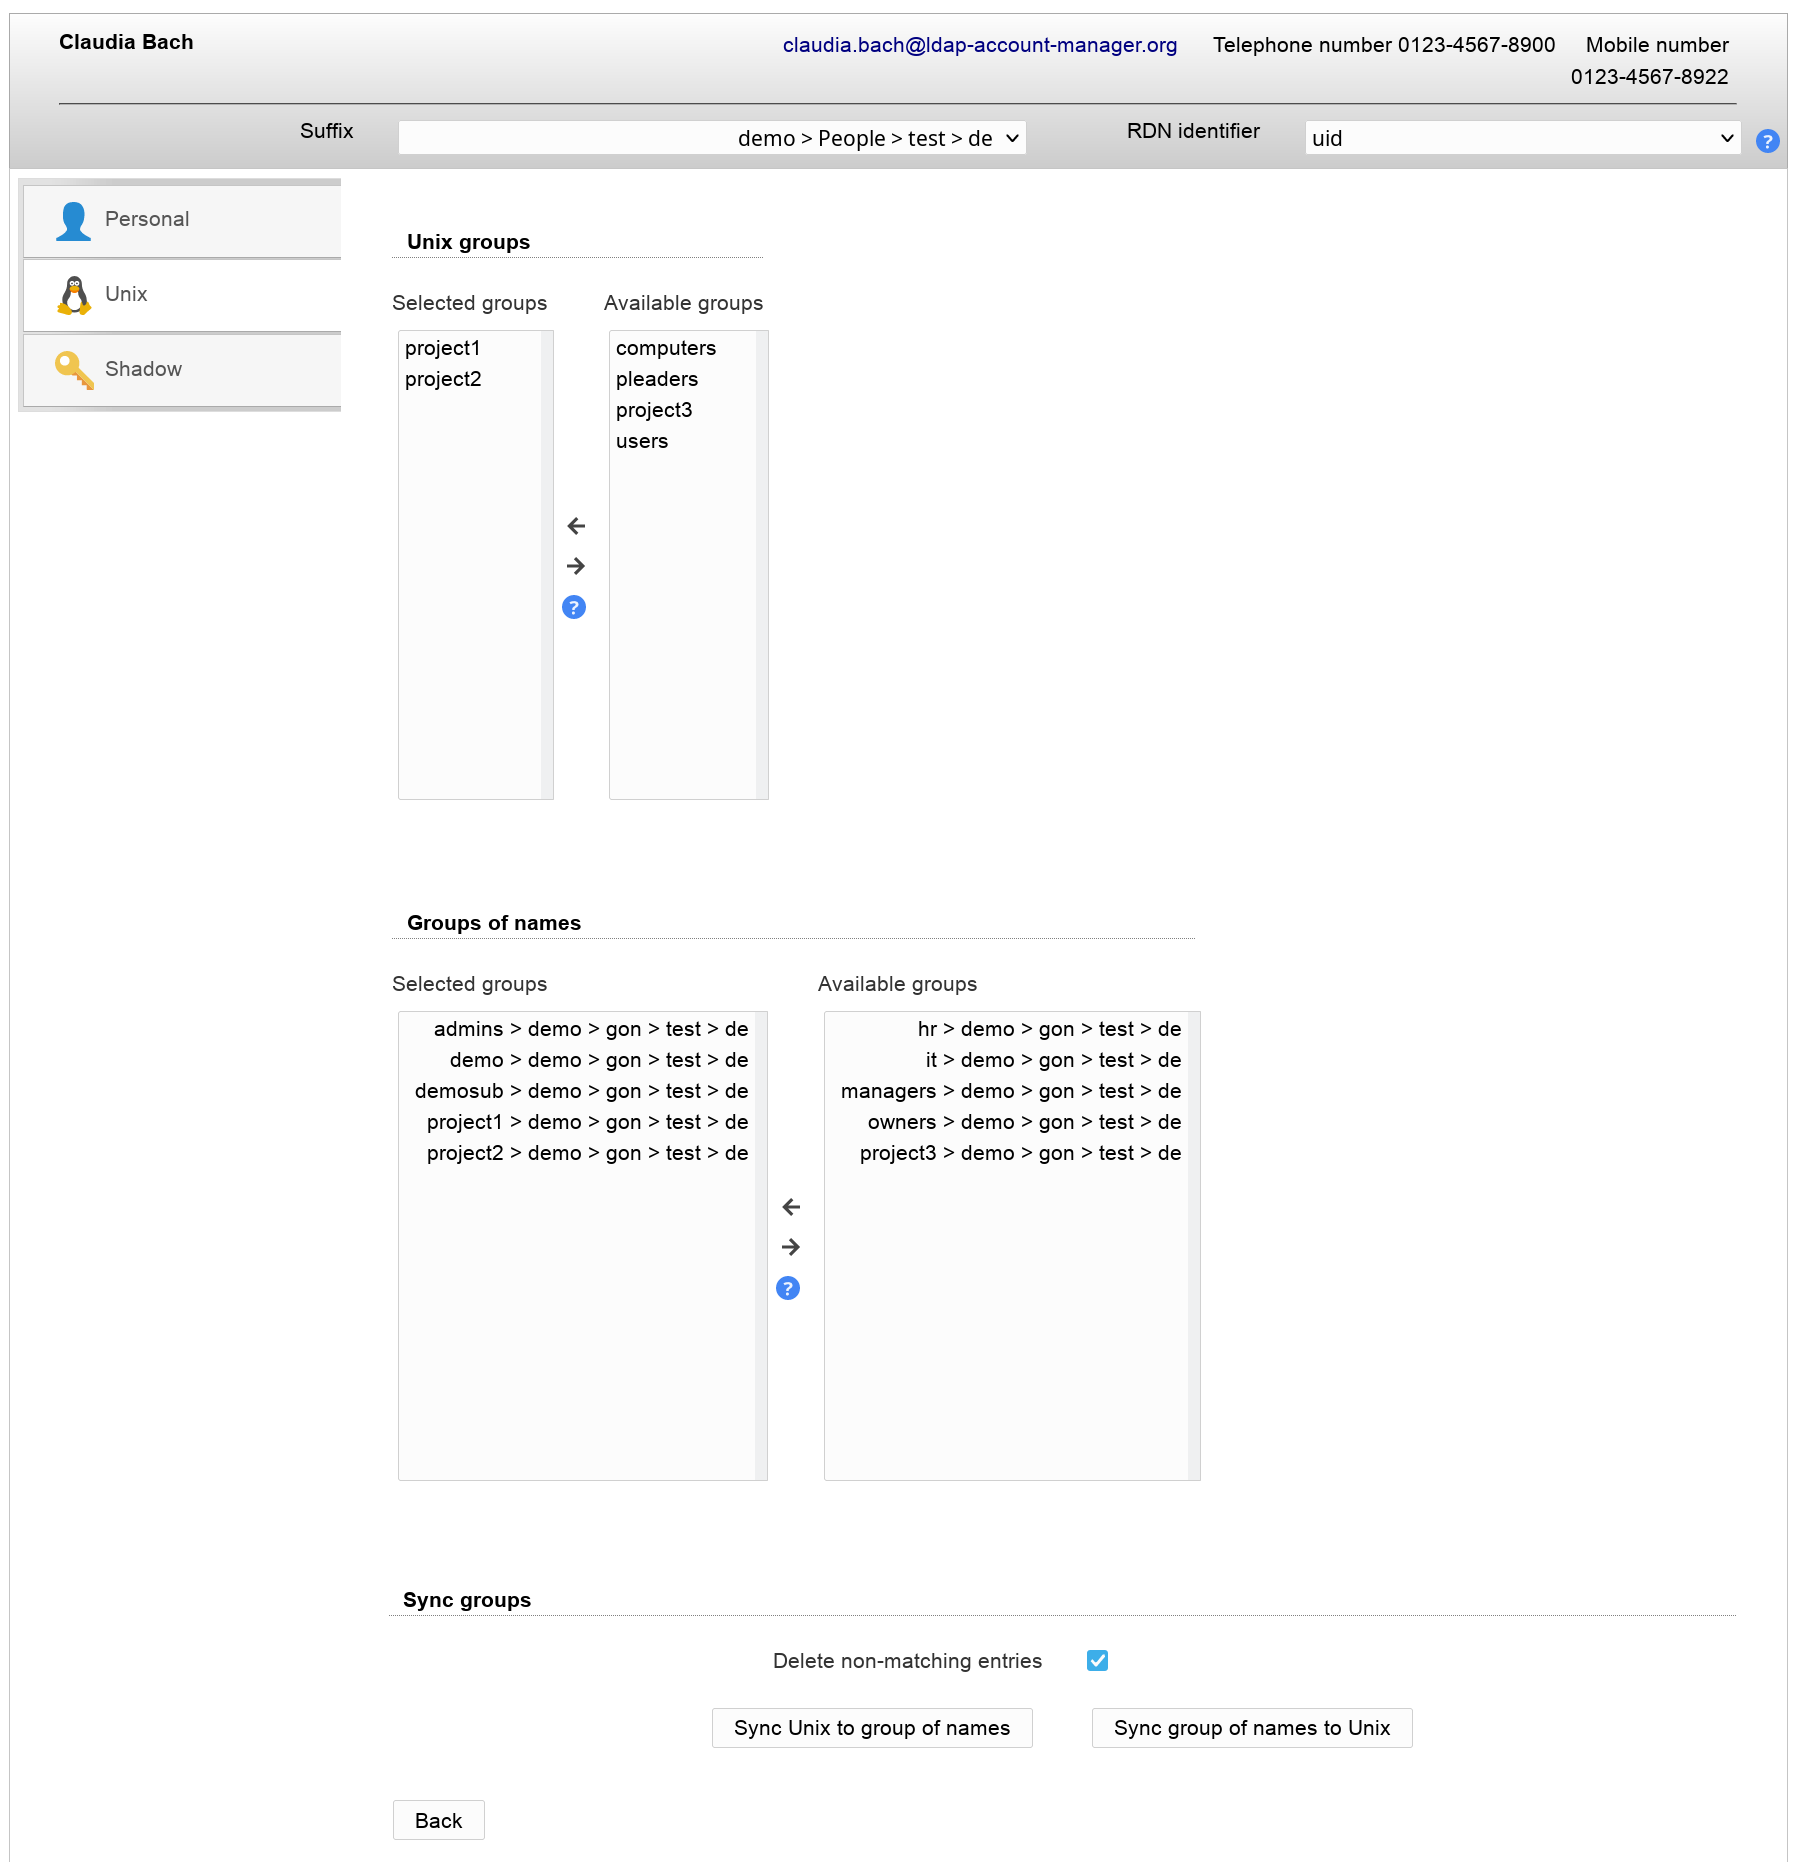 Claudia Bach
claudia.bach@ldap-account-manager.org Telephone number 0123-4567-8900 Mobile number
0123-4567-8922
Suffix demo > People > test > de RDN identifier uid
Personal
Unix
Shadow
Unix groups
Selected groups Available groups
project1 computers
project2 pleaders
project3
users
Groups of names
Selected groups Available groups
admins > demo > gon > test > de hr > demo > gon > test > de
demo > demo > gon > test > de it > demo > gon > test > de
demosub > demo > gon > test > de managers > demo > gon > test > de
project1 > demo > gon > test > de owners > demo > gon > test > de
project2 > demo > gon > test > de project3 > demo > gon > test > de
Sync groups
Delete non-matching entries
Sync Unix to group of names Sync group of names to Unix
Back